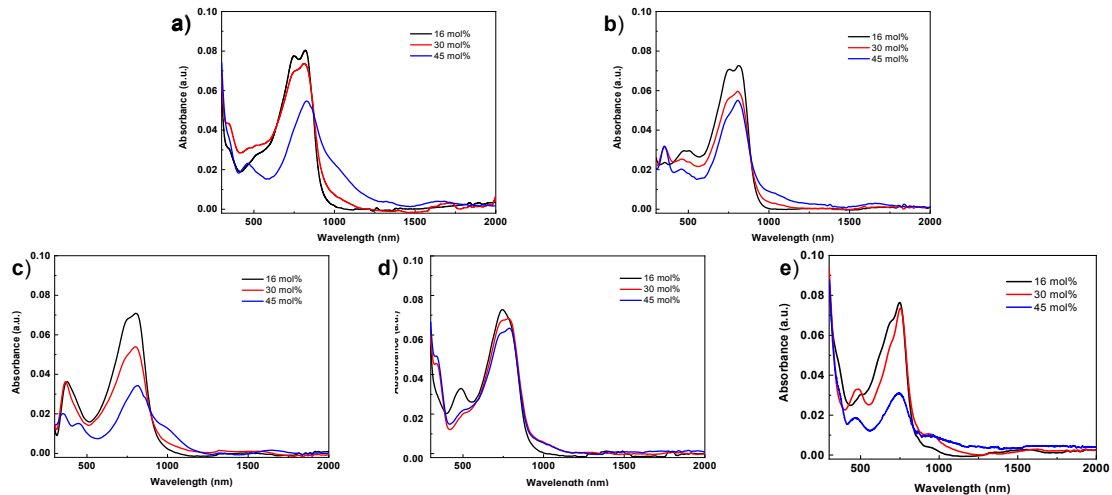 a)
0.10
0.08
0.06
0.04
0.02
0.00
Absorbance (a.u.)
16 mol%
30 mol%
45 mol%
500 1000 1500 2000
Wavelength (nm)
b)
0.10
0.08
0.06
0.04
0.02
0.00
Absorbance (a.u.)
16 mol%
30 mol%
45 mol%
500 1000 1500 2000
Wavelength (nm)
c)
0.10
0.08
0.06
0.04
0.02
0.00
Absorbance (a.u.)
16 mol%
30 mol%
45 mol%
500 1000 1500 2000
Wavelength (nm)
d)
0.10
0.08
0.06
0.04
0.02
0.00
Absorbance (a.u.)
16 mol%
30 mol%
45 mol%
500 1000 1500 2000
Wavelength (nm)
e)
0.10
0.08
0.06
0.04
0.02
0.00
Absorbance (a.u.)
16 mol%
30 mol%
45 mol%
500 1000 1500 2000
Wavelength (nm)